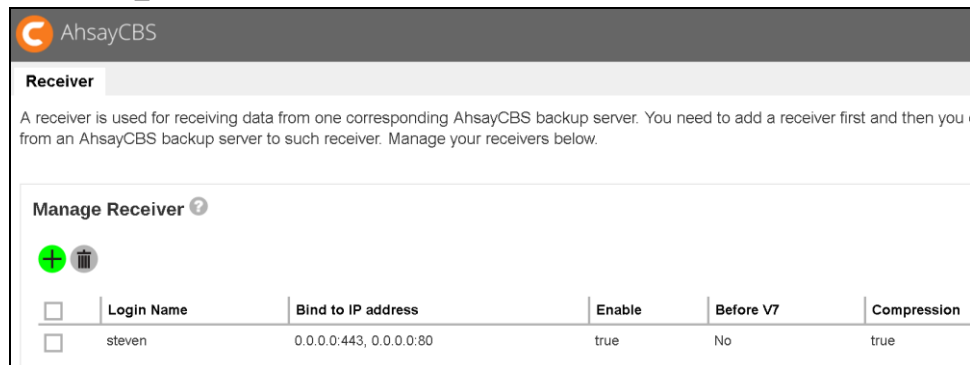 AhsayCBS
Receiver
A receiver is used for receiving data from one corresponding AhsayCBS backup server. You need to add a receiver first and then you
from an AhsayCBS backup server to such receiver. Manage your receivers below.
Manage Receiver
Login Name Bind to IP address Enable Before V7 Compression
steven 0.0.0.0:443, 0.0.0.0:80 true No true